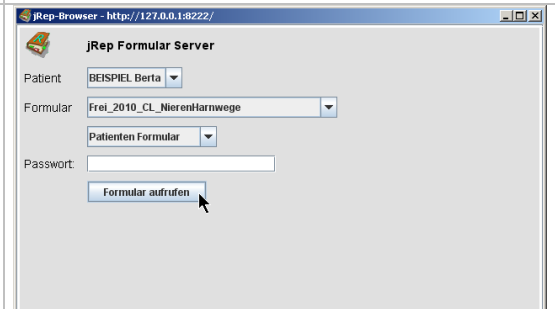 jRep-Browser - http://127.0.0.1:8222/
jRep Formular Server
Patient BEISPIEL Berta
Formular Frei_2010_CL_NierenHarnwege
Patienten Formular
Passwort:
Formular aufrufen